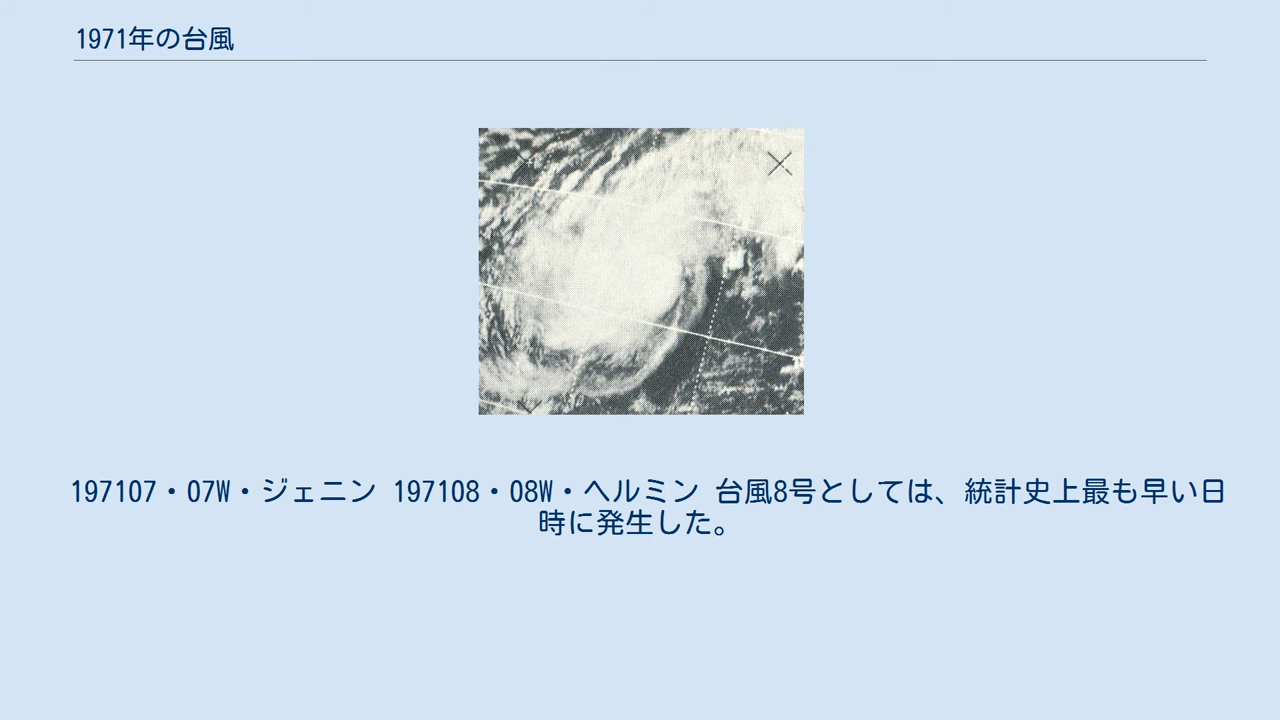 1971年の台風
197107・07W・ジェニン 197108・08W・ヘルミン 台風8号としては、統計史上最も早い日
時に発生した。